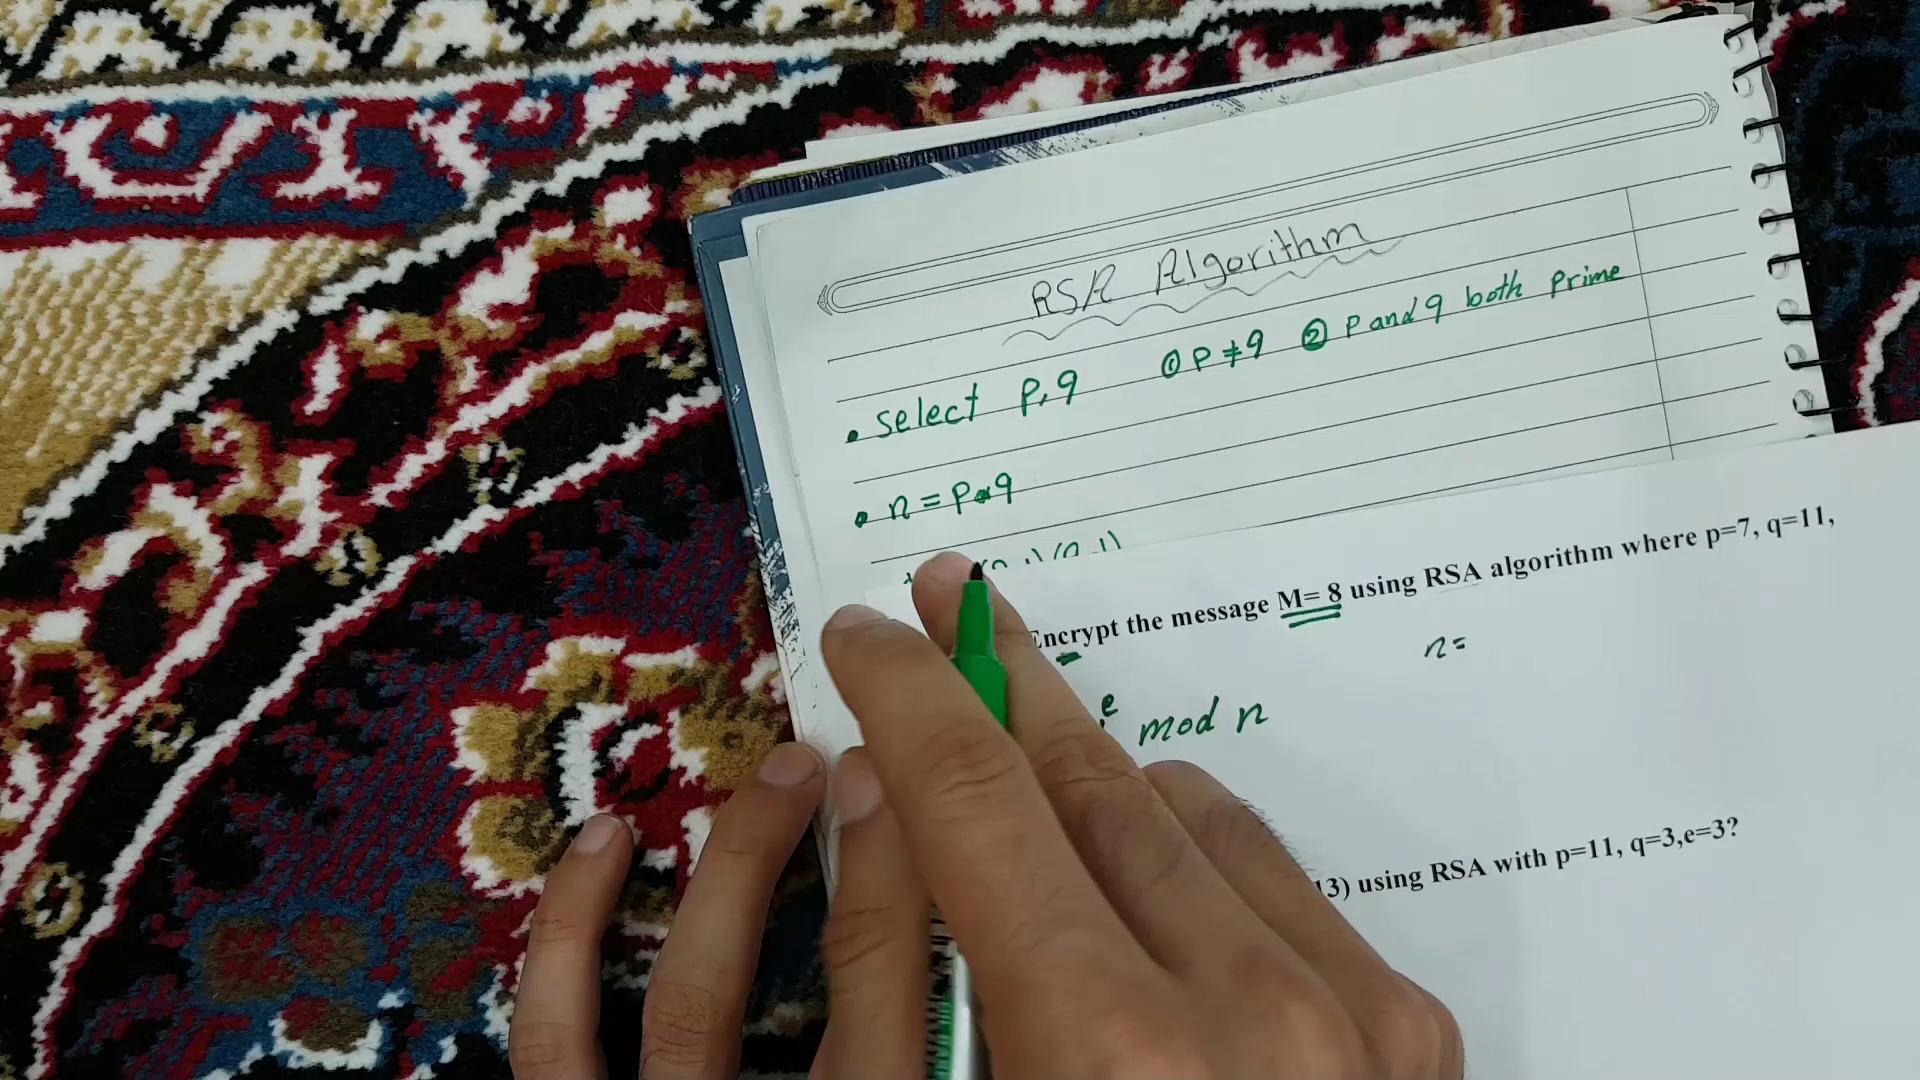 RSA Algorithm
• select p,q ① p ≠ q ② p and q both prime
• n = p*q
Encrypt the message M= 8 using RSA algorithm where p=7, q=11,
n=
e
mod n
13) using RSA with p=11, q=3,e=3?